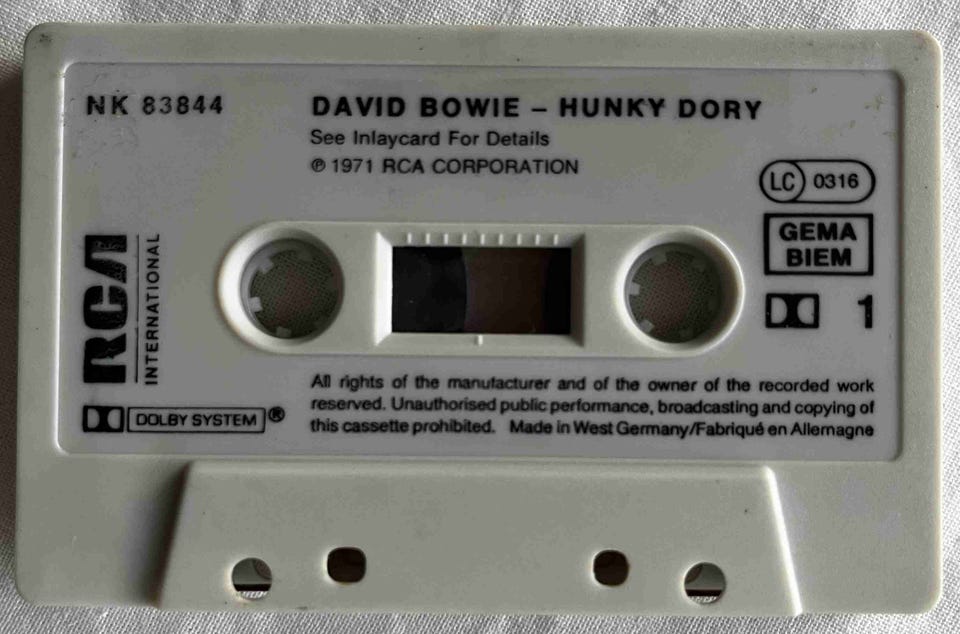 NK 83844
DAVID BOWIE – HUNKY DORY
See Inlaycard For Details
℗ 1971 RCA CORPORATION
LC 0316
GEMA
BIEM
1
RCA
INTERNATIONAL
DOLBY SYSTEM ®
All rights of the manufacturer and of the owner of the recorded work
reserved. Unauthorised public performance, broadcasting and copying of
this cassette prohibited. Made in West Germany/Fabriqué en Allemagne